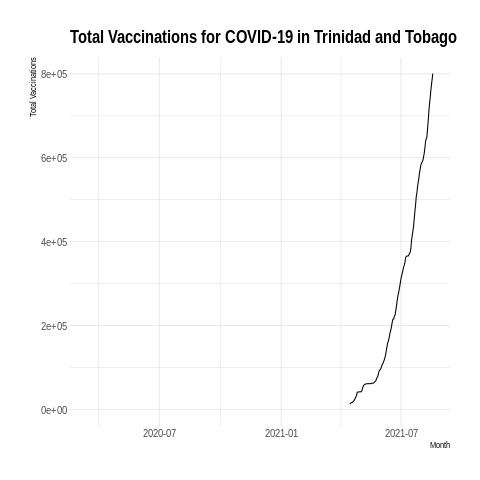 Total Vaccinations for COVID-19 in Trinidad and Tobago
Total Vaccinations
8e+05
6e+05
4e+05
2e+05
0e+00
2020-07 2021-01 2021-07
Month